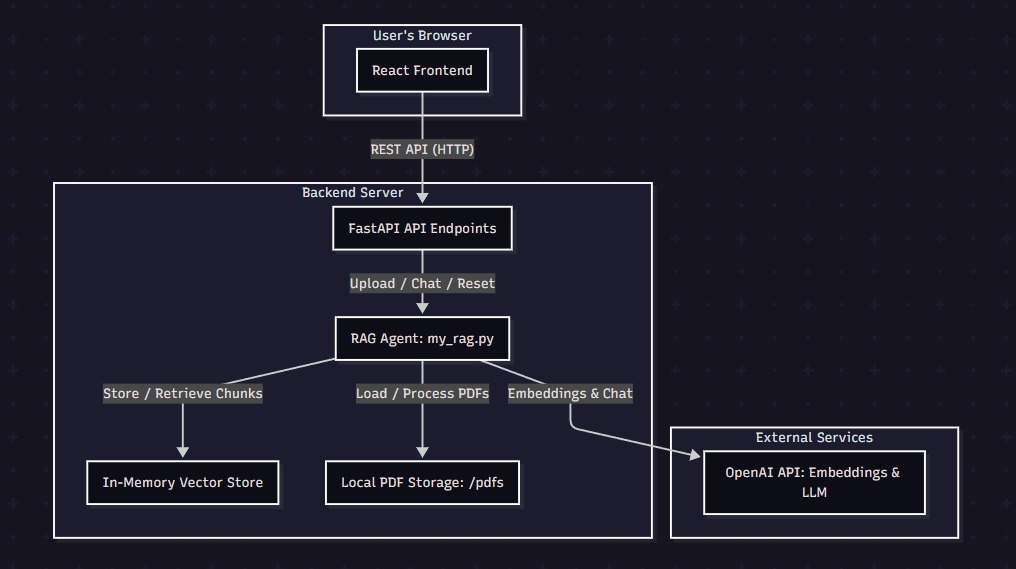 User's Browser
React Frontend
REST API (HTTP)
Backend Server
FastAPI API Endpoints
Upload / Chat / Reset
RAG Agent: my_rag.py
Store / Retrieve Chunks
Load / Process PDFs
Embeddings & Chat
External Services
In-Memory Vector Store
Local PDF Storage: /pdfs
OpenAI API: Embeddings &
LLM